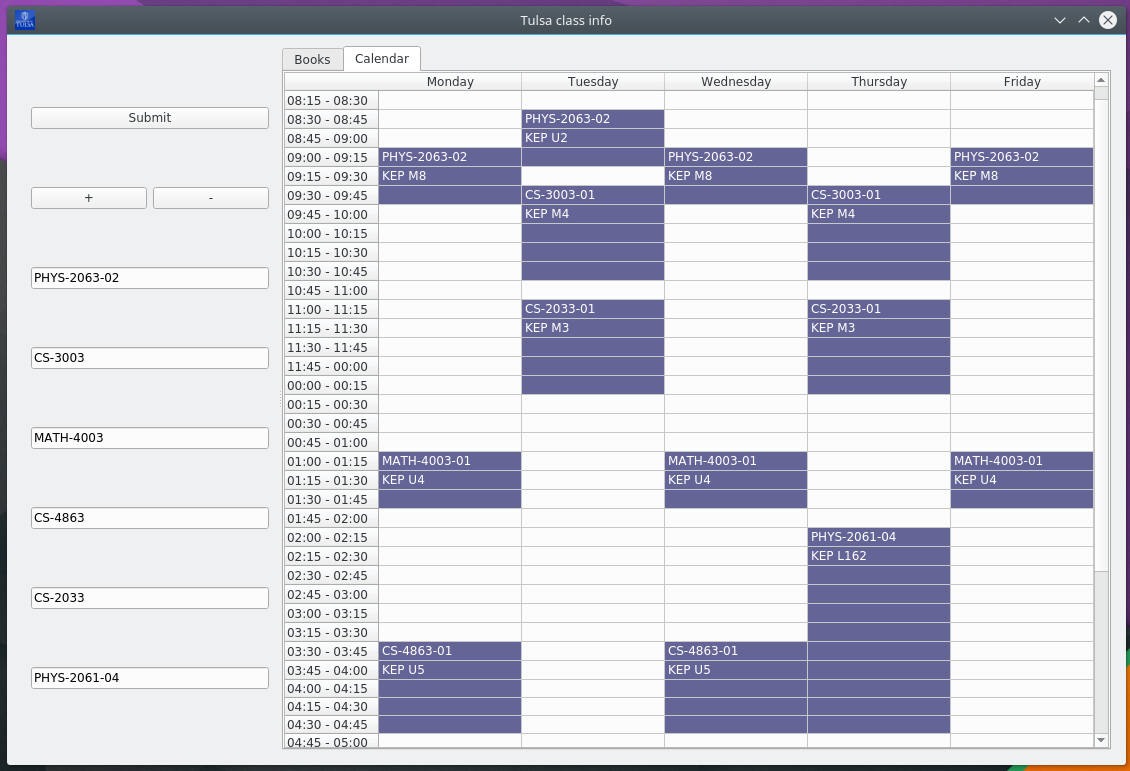 TULSA
Tulsa class info
Books Calendar
Submit
+ -
PHYS-2063-02
CS-3003
MATH-4003
CS-4863
CS-2033
PHYS-2061-04
Monday Tuesday Wednesday Thursday Friday
08:15 - 08:30
08:30 - 08:45 PHYS-2063-02
08:45 - 09:00 KEP U2
09:00 - 09:15 PHYS-2063-02 PHYS-2063-02 PHYS-2063-02
09:15 - 09:30 KEP M8 KEP M8 KEP M8
09:30 - 09:45 CS-3003-01 CS-3003-01
09:45 - 10:00 KEP M4 KEP M4
10:00 - 10:15
10:15 - 10:30
10:30 - 10:45
10:45 - 11:00
11:00 - 11:15 CS-2033-01 CS-2033-01
11:15 - 11:30 KEP M3 KEP M3
11:30 - 11:45
11:45 - 00:00
00:00 - 00:15
00:15 - 00:30
00:30 - 00:45
00:45 - 01:00
01:00 - 01:15 MATH-4003-01 MATH-4003-01 MATH-4003-01
01:15 - 01:30 KEP U4 KEP U4 KEP U4
01:30 - 01:45
01:45 - 02:00
02:00 - 02:15 PHYS-2061-04
02:15 - 02:30 KEP L162
02:30 - 02:45
02:45 - 03:00
03:00 - 03:15
03:15 - 03:30
03:30 - 03:45 CS-4863-01 CS-4863-01
03:45 - 04:00 KEP U5 KEP U5
04:00 - 04:15
04:15 - 04:30
04:30 - 04:45
04:45 - 05:00